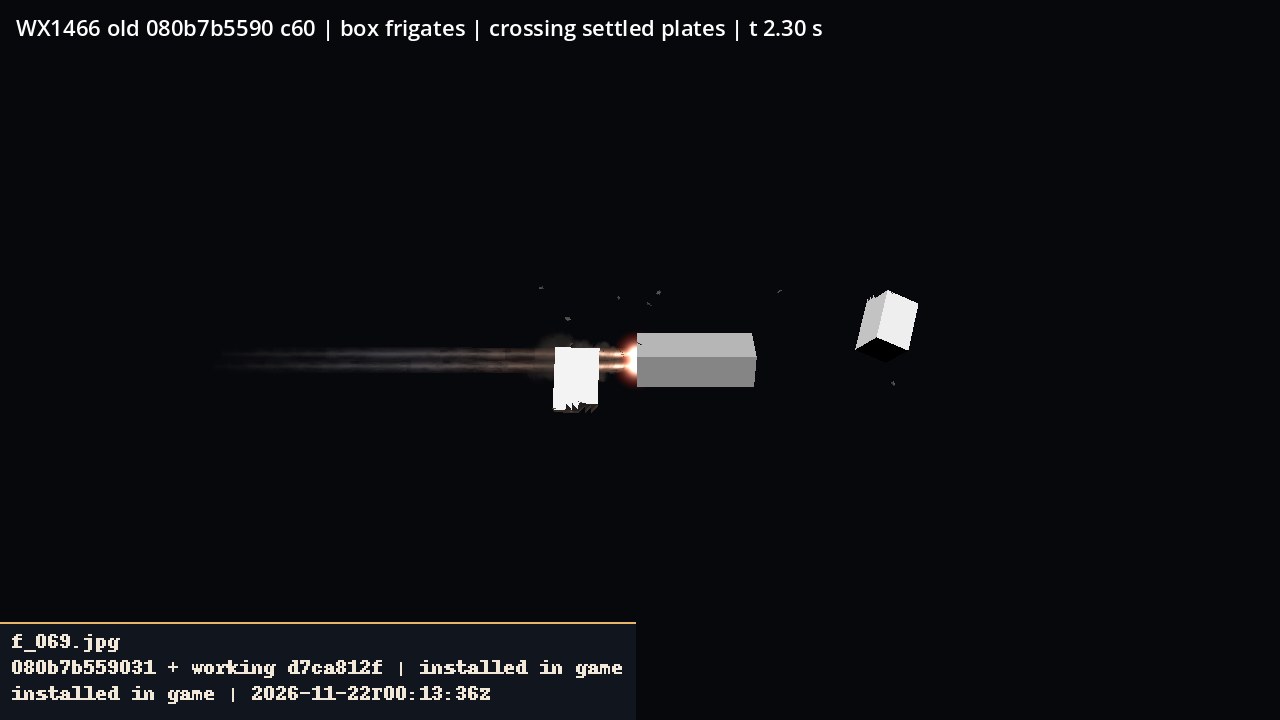 WX1466 old 080b7b5590 c60 | box frigates | crossing settled plates | t 2.30 s
f_069.jpg
080b7b559031 + working d7ca812f | installed in game
installed in game | 2026-11-22T00:13:36Z